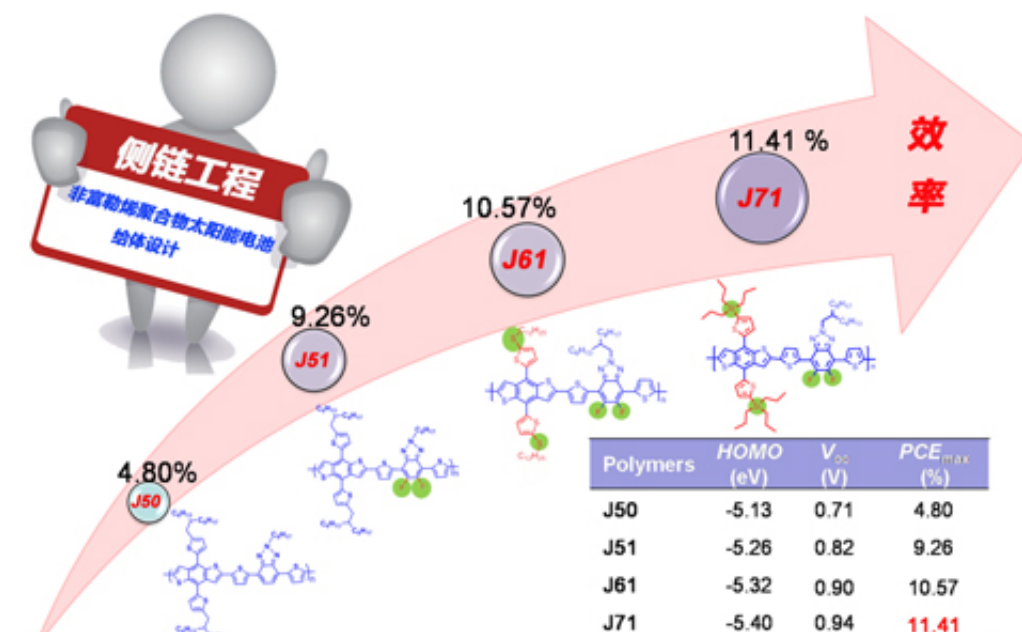 侧链工程
非富勒烯聚合物太阳能电池
给体设计
效
率
11.41 %
J71
10.57%
J61
9.26%
J51
4.80%
J50
Polymers HOMO (eV) Voc (V) PCEmax (%)
J50 -5.13 0.71 4.80
J51 -5.26 0.82 9.26
J61 -5.32 0.90 10.57
J71 -5.40 0.94 11.41